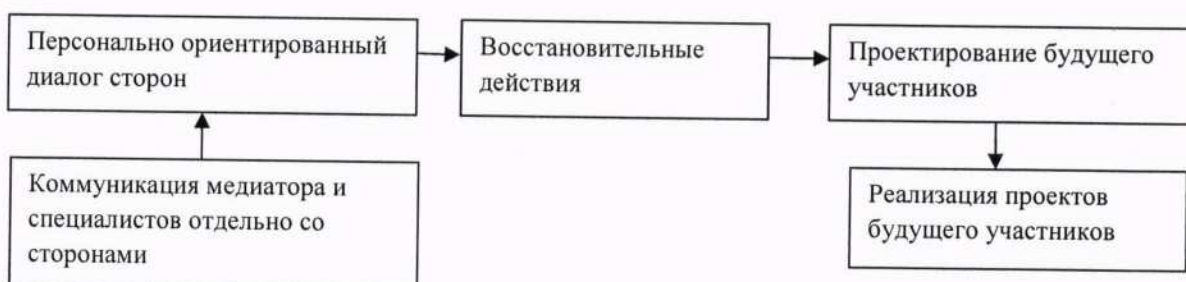 Персонально ориентированный
диалог сторон
Восстановительные
действия
Проектирование будущего
участников
Коммуникация медиатора и
специалистов отдельно со
сторонами
Реализация проектов
будущего участников